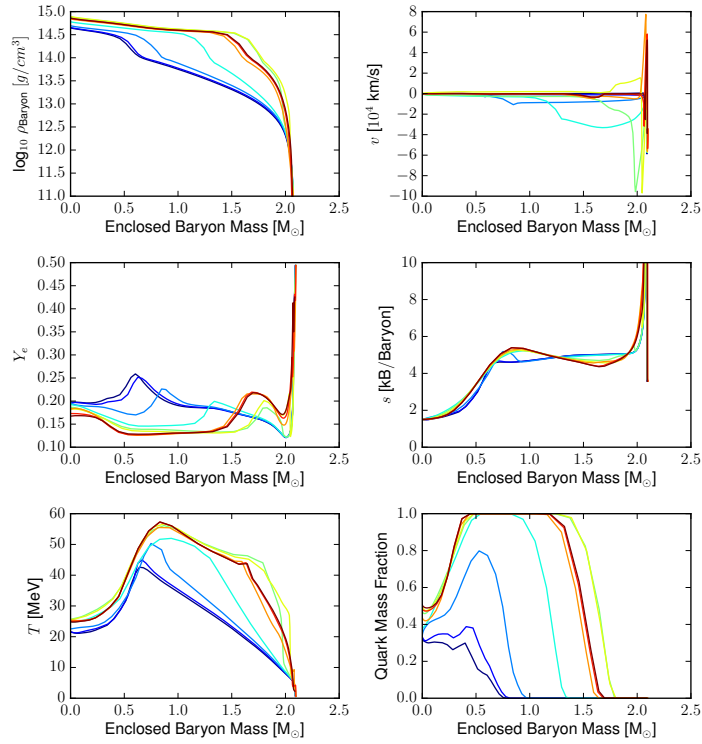 15.0
14.5
14.0
13.5
13.0
12.5
12.0
11.5
11.0
log₁₀ ρBaryon [g/cm³]
0.0 0.5 1.0 1.5 2.0 2.5
Enclosed Baryon Mass [M☉]
8
6
4
2
0
−2
−4
−6
−8
−10
v [10⁴ km/s]
0.0 0.5 1.0 1.5 2.0 2.5
Enclosed Baryon Mass [M☉]
0.50
0.45
0.40
0.35
0.30
0.25
0.20
0.15
0.10
Yₑ
0.0 0.5 1.0 1.5 2.0 2.5
Enclosed Baryon Mass [M☉]
10
8
6
4
2
0
s [kB/Baryon]
0.0 0.5 1.0 1.5 2.0 2.5
Enclosed Baryon Mass [M☉]
60
50
40
30
20
10
0
T [MeV]
0.0 0.5 1.0 1.5 2.0 2.5
Enclosed Baryon Mass [M☉]
1.0
0.8
0.6
0.4
0.2
0.0
Quark Mass Fraction
0.0 0.5 1.0 1.5 2.0 2.5
Enclosed Baryon Mass [M☉]